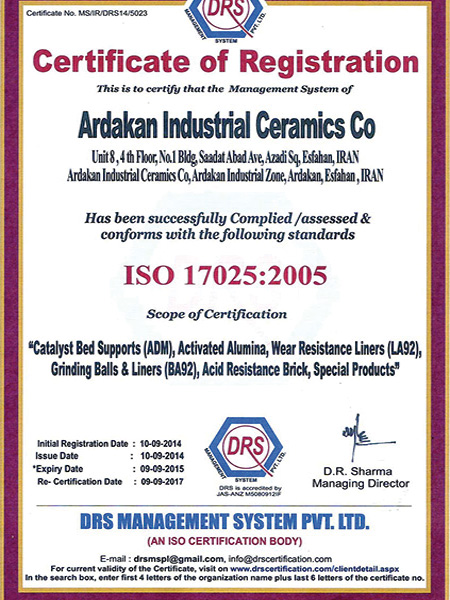 Certificate No. MS/IR/DRS14/5023
DRS
PVT. LTD.
SYSTEM
Certificate of Registration
This is to certify that the Management System of
Ardakan Industrial Ceramics Co
Unit 8, 4 th Floor, No.1 Bldg, Saadat Abad Ave, Azadi Sq, Esfahan, IRAN
Ardakan Industrial Ceramics Co, Ardakan Industrial Zone, Ardakan, Esfahan , IRAN
Has been successfully Complied /assessed &
conforms with the following standards
ISO 17025:2005
Scope of Certification
"Catalyst Bed Supports (ADM), Activated Alumina, Wear Resistance Liners (LA92),
Grinding Balls & Liners (BA92), Acid Resistance Brick, Special Products"
Initial Registration Date : 10-09-2014
Issue Date : 10-09-2014
*Expiry Date : 09-09-2015
Re- Certification Date : 09-09-2017
MANAGEMENT
DRS
PVT. LTD.
SYSTEM
DRS is accredited by
JAS-ANZ M5080912IF
D.R. Sharma
Managing Director
DRS MANAGEMENT SYSTEM PVT. LTD.
(AN ISO CERTIFICATION BODY)
E-mail : drsmspl@gmail.com, info@drscertification.com
For current validity of the Certificate, visit on www.drscertification.com/clientdetail.aspx
In the search box, enter first 4 letters of the organization name plus last 6 letters of the certificate no.